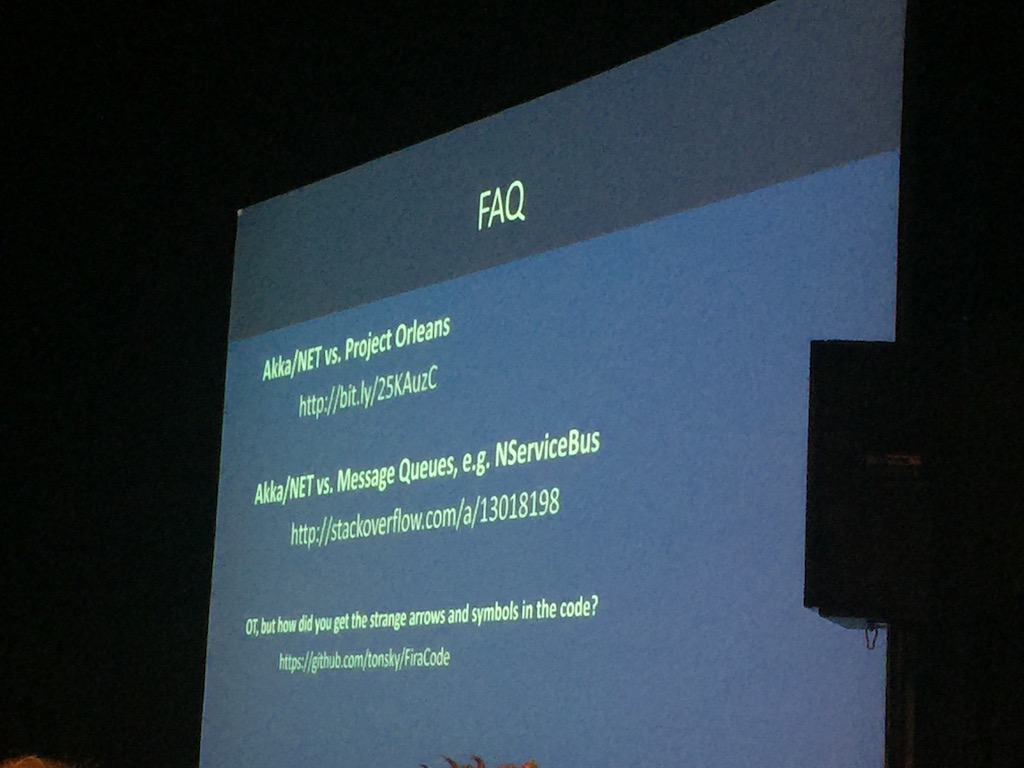 FAQ
Akka/NET vs. Project Orleans
http://bit.ly/25KAuzC
Akka/NET vs. Message Queues, e.g. NServiceBus
http://stackoverflow.com/a/13018198
OT, but how did you get the strange arrows and symbols in the code?
https://github.com/tonsky/FiraCode